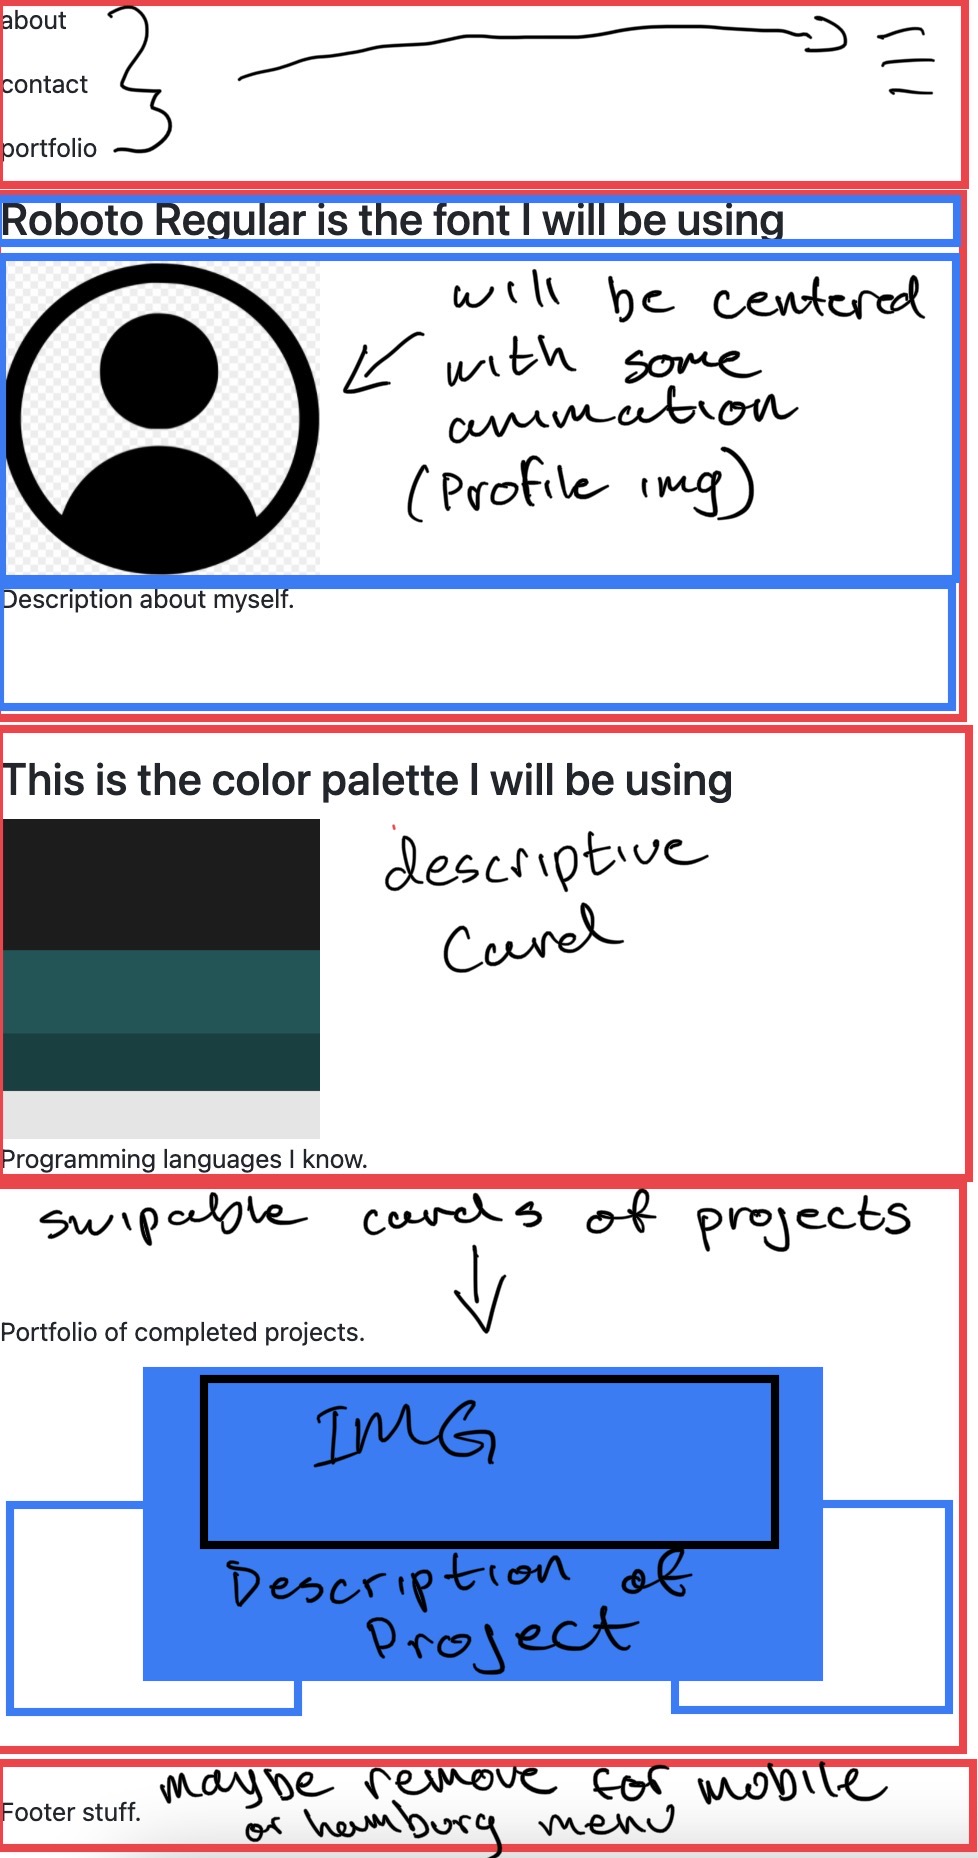 about
contact
portfolio
Roboto Regular is the font I will be using
will be centered
with some
animation
(Profile img)
Description about myself.
This is the color palette I will be using
descriptive
Card
Programming languages I know.
swipable cards of projects
Portfolio of completed projects.
IMG
Description of
Project
maybe remove for mobile
Footer stuff.
or hamburg menu